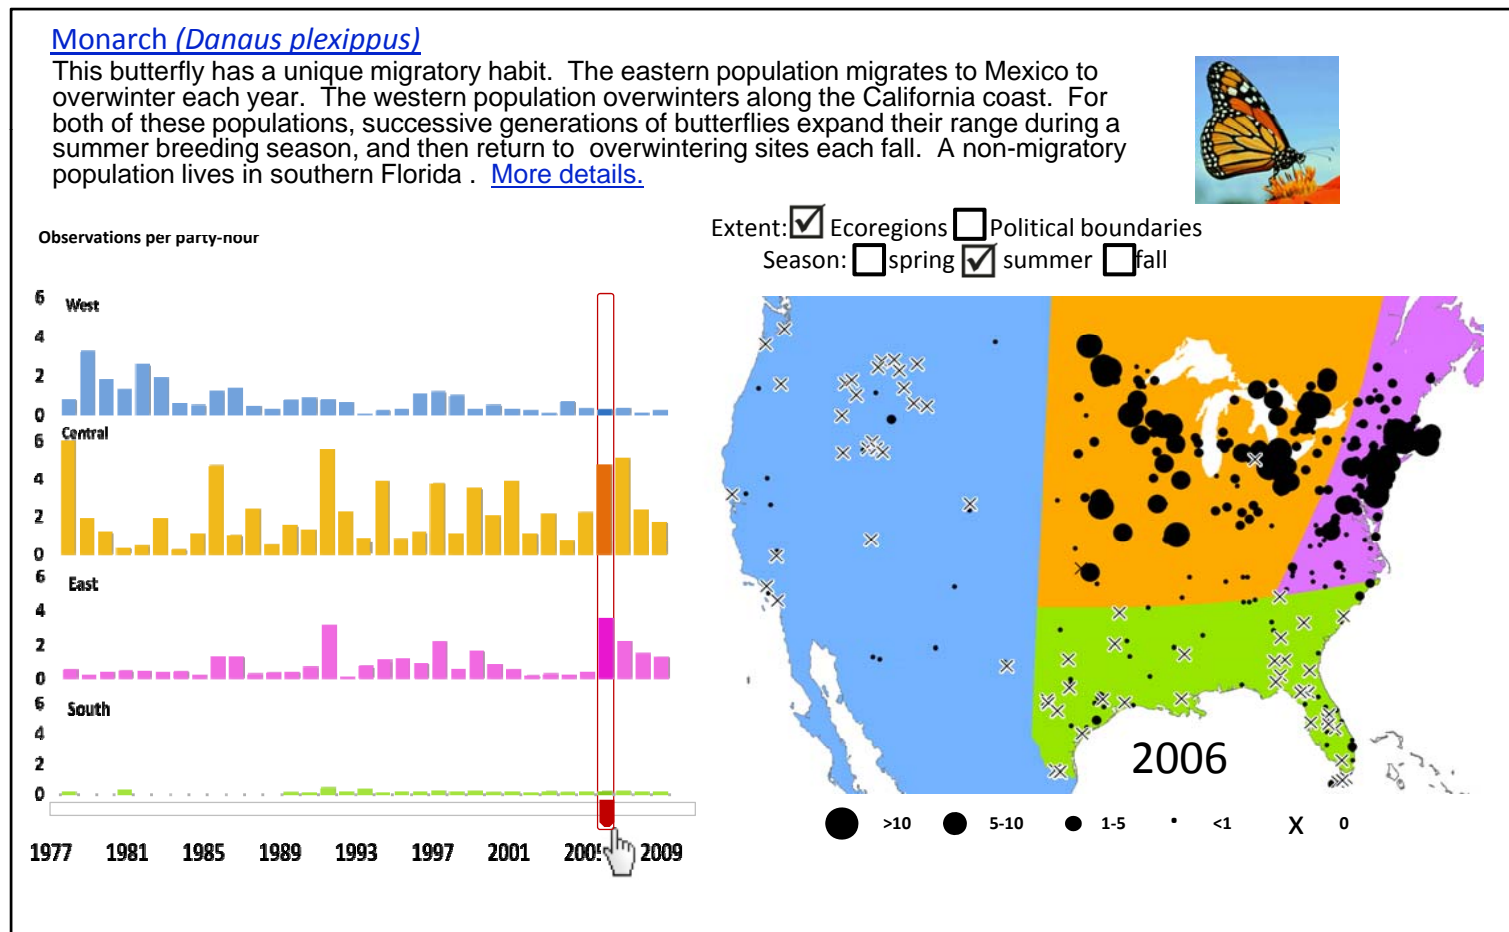 Monarch (Danaus plexippus)
This butterfly has a unique migratory habit. The eastern population migrates to Mexico to
overwinter each year. The western population overwinters along the California coast. For
both of these populations, successive generations of butterflies expand their range during a
summer breeding season, and then return to overwintering sites each fall. A non-migratory
population lives in southern Florida . More details.
Extent: Ecoregions Political boundaries
Season: spring summer fall
Observations per party-hour
6
West
4
2
0
Central
6
4
2
0
6
East
4
2
0
6
South
4
2
0
1977 1981 1985 1989 1993 1997 2001 2005 2009
2006
>10 5-10 1-5 <1 X 0